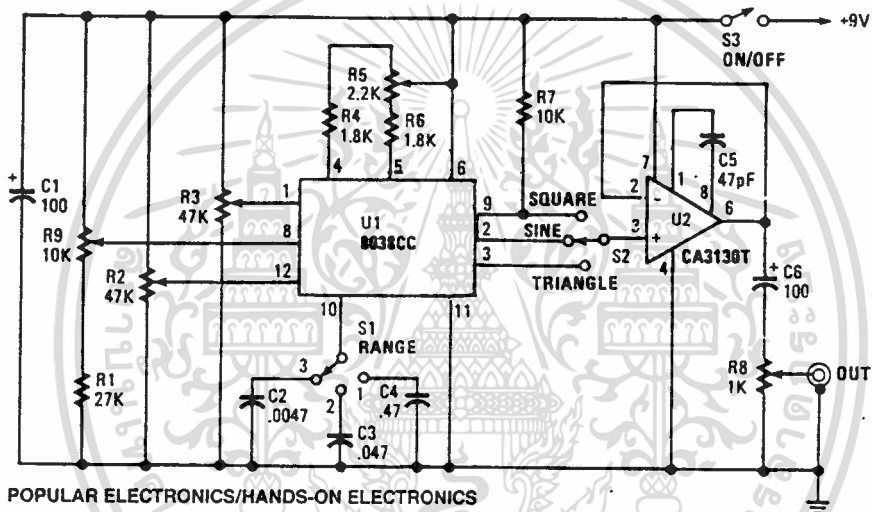 +9V
S3
ON/OFF
R5
2.2K
R4
1.8K
R6
1.8K
4
5
6
R7
10K
7
1
C5
47pF
8
2
-
U2
6
3
+
CA3130T
4
+
C1
100
R3
47K
1
U1
8038CC
9
SQUARE
8
2
SINE
S2
12
3
TRIANGLE
R9
10K
R2
47K
10
11
+
C6
100
S1
RANGE
3
2
1
C2
.0047
C4
.47
C3
.047
R8
1K
OUT
R1
27K
POPULAR ELECTRONICS/HANDS-ON ELECTRONICS